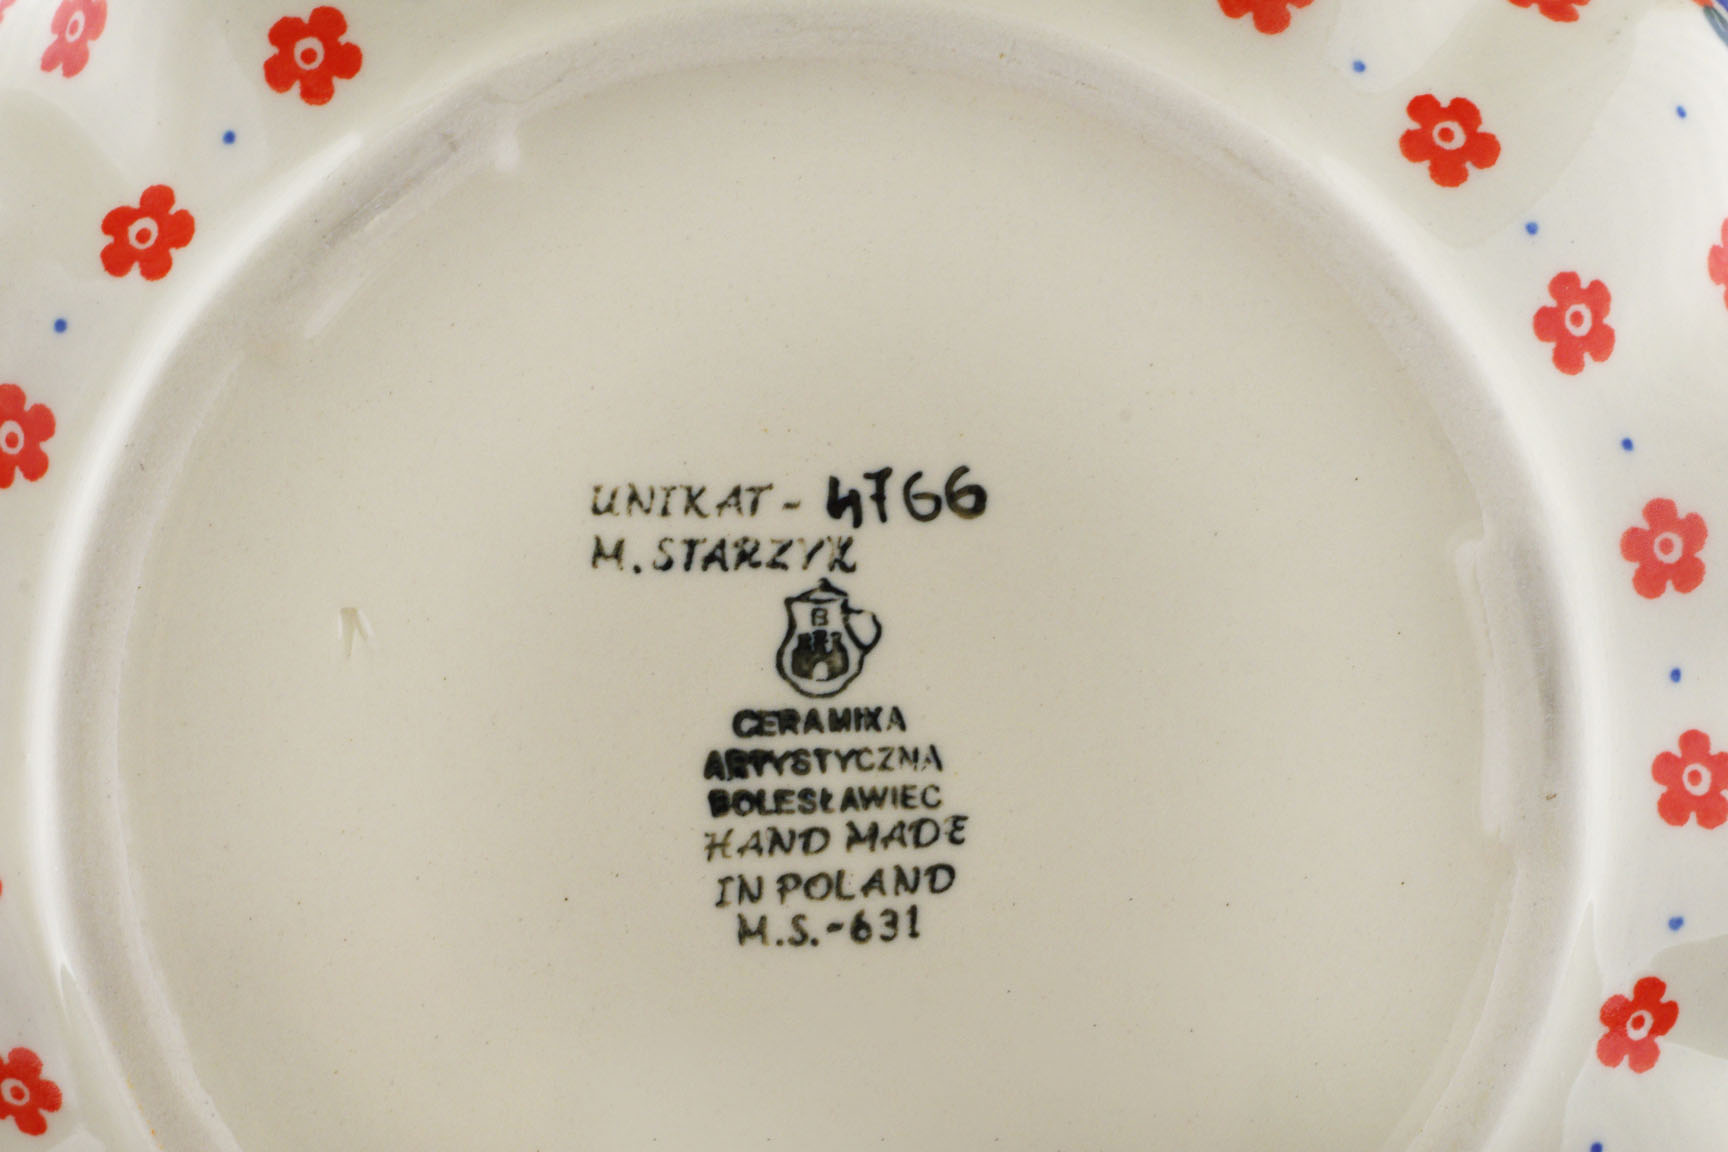 UNIKAT - 4766
M. STARZYK
B
CERAMIKA
ARTYSTYCZNA
BOLESŁAWIEC
HAND MADE
IN POLAND
M.S.-631